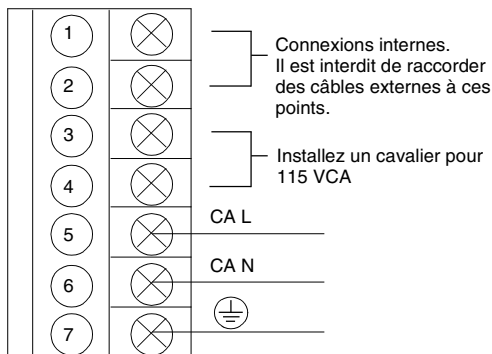 1
Connexions internes.
Il est interdit de raccorder
des câbles externes à ces
points.
2
3
Installez un cavalier pour
115 VCA
4
CA L
5
CA N
6
7